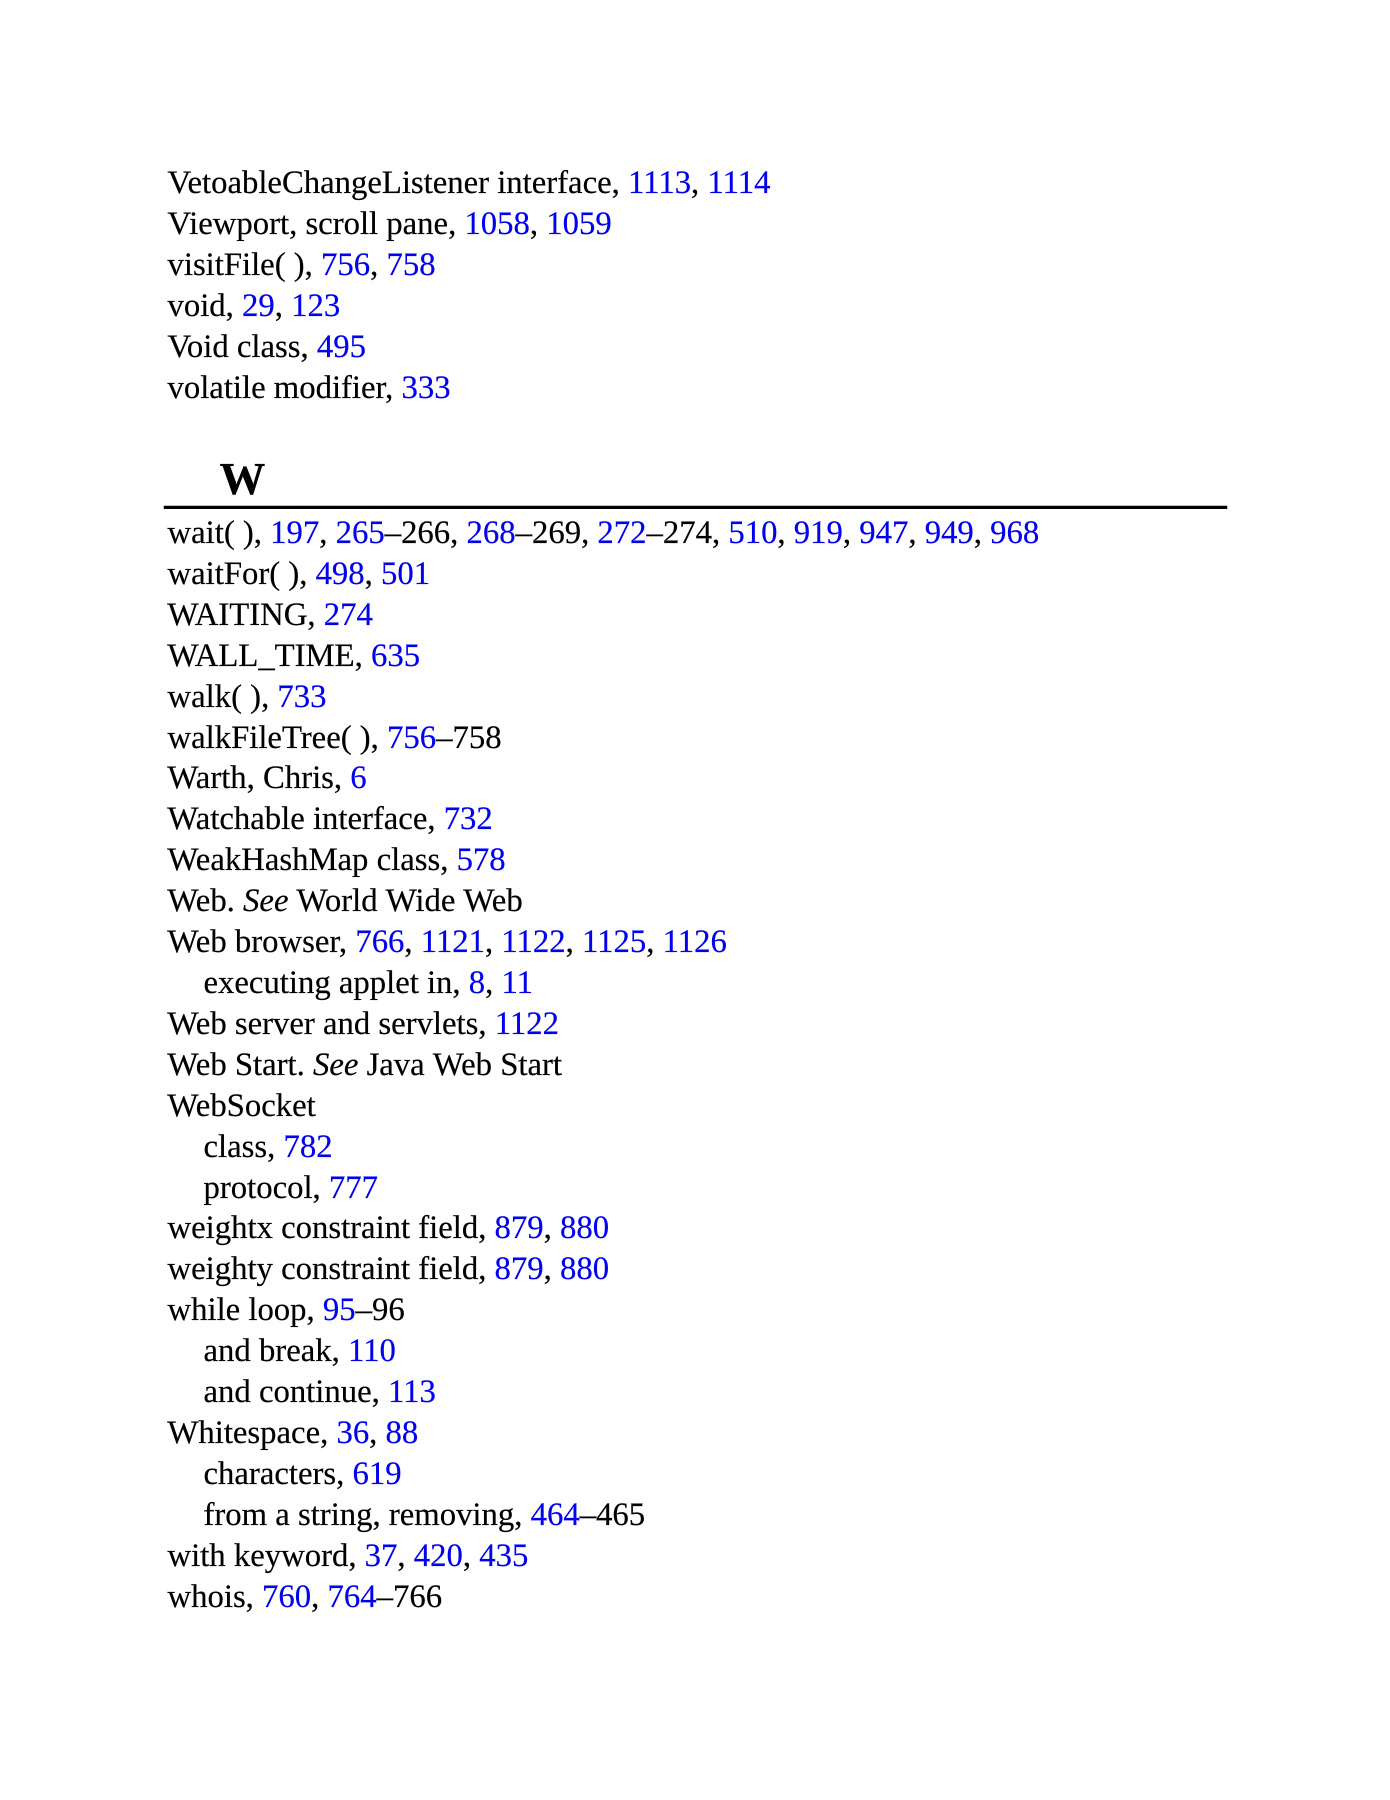 VetoableChangeListener interface, 1113, 1114
Viewport, scroll pane, 1058, 1059
visitFile( ), 756, 758
void, 29, 123
Void class, 495
volatile modifier, 333
W
wait( ), 197, 265–266, 268–269, 272–274, 510, 919, 947, 949, 968
waitFor( ), 498, 501
WAITING, 274
WALL_TIME, 635
walk( ), 733
walkFileTree( ), 756–758
Warth, Chris, 6
Watchable interface, 732
WeakHashMap class, 578
Web. See World Wide Web
Web browser, 766, 1121, 1122, 1125, 1126
executing applet in, 8, 11
Web server and servlets, 1122
Web Start. See Java Web Start
WebSocket
class, 782
protocol, 777
weightx constraint field, 879, 880
weighty constraint field, 879, 880
while loop, 95–96
and break, 110
and continue, 113
Whitespace, 36, 88
characters, 619
from a string, removing, 464–465
with keyword, 37, 420, 435
whois, 760, 764–766